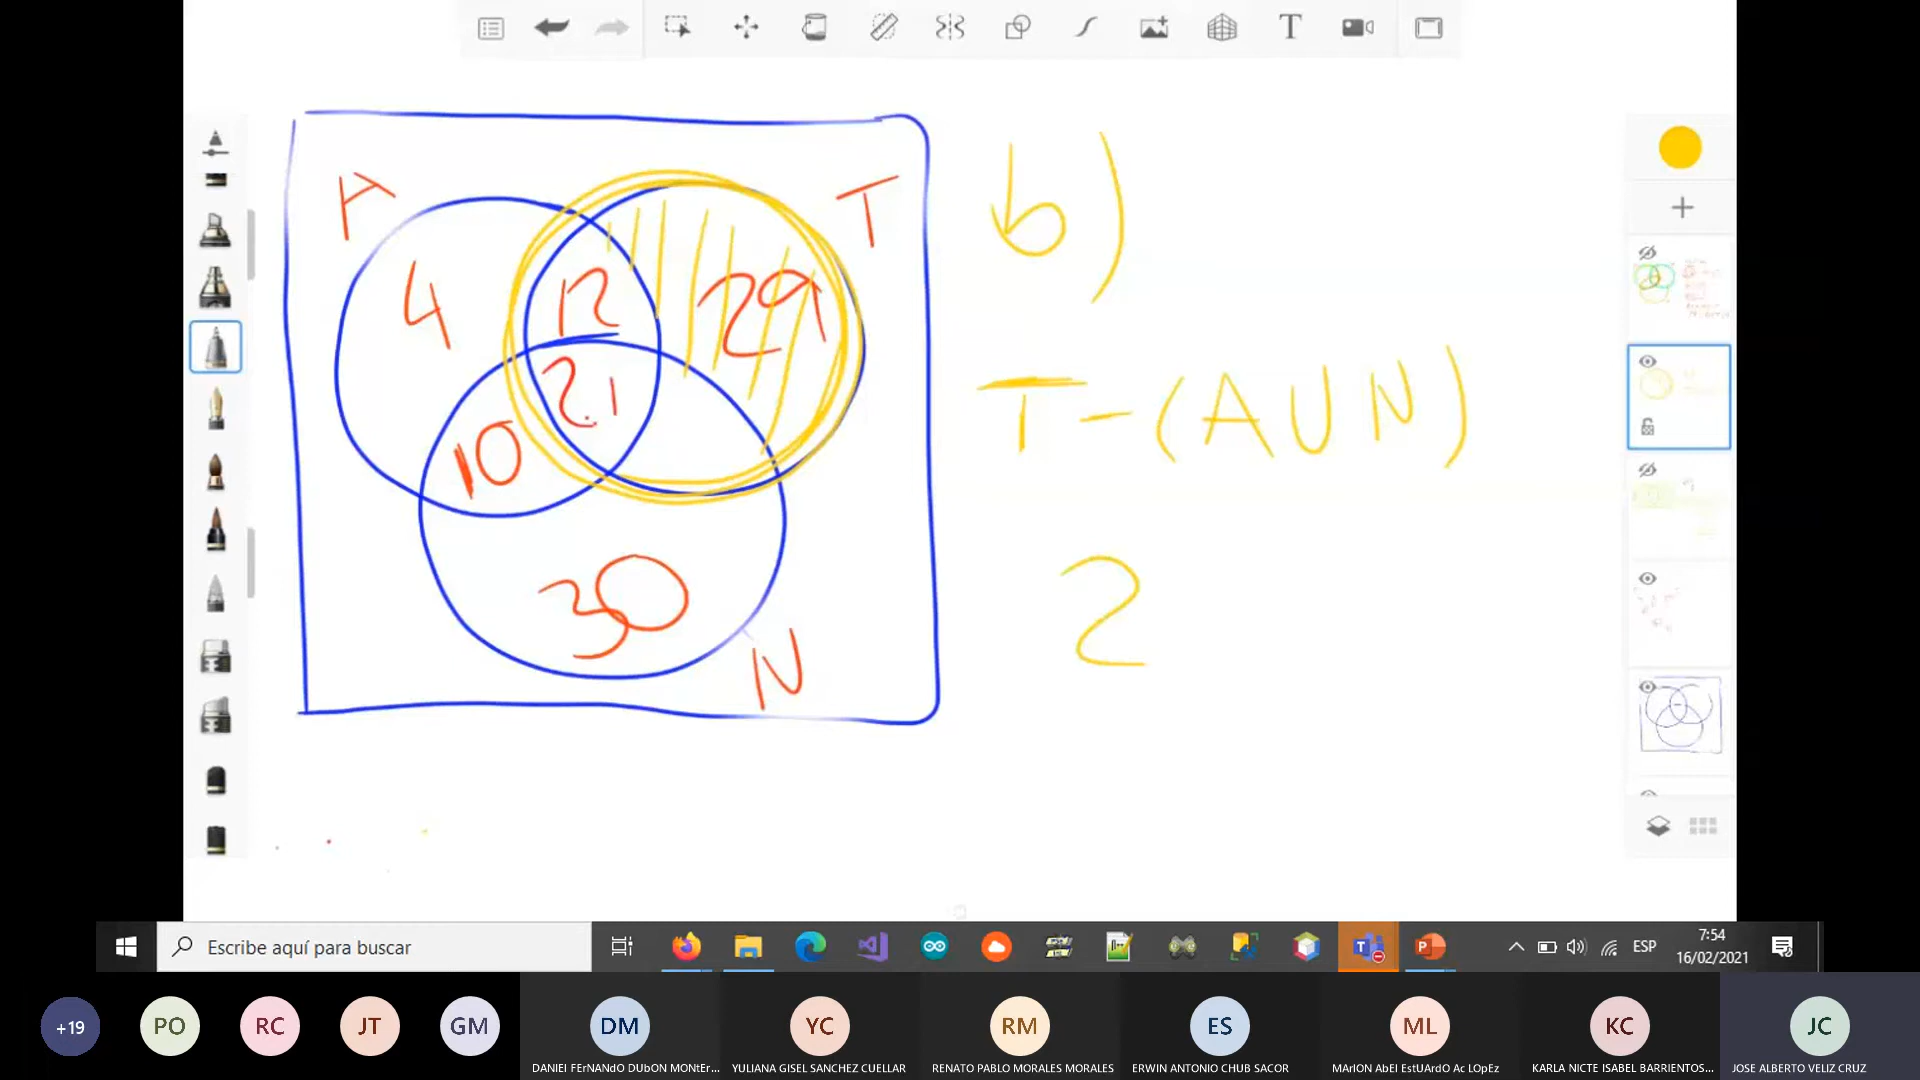 T
A
b)
4
12
29
21
T - (A U N)
10
30
2
N
Escribe aquí para buscar
ESP
7:54
16/02/2021
+19
PO
RC
JT
GM
DM
YC
RM
ES
ML
KC
JC
DANIEl FErNANdO DUbON MONtEr...
YULIANA GISEL SANCHEZ CUELLAR
RENATO PABLO MORALES MORALES
ERWIN ANTONIO CHUB SACOR
MArION AbEl EstUArdO Ac LOpEz
KARLA NICTE ISABEL BARRIENTOS...
JOSE ALBERTO VELIZ CRUZ